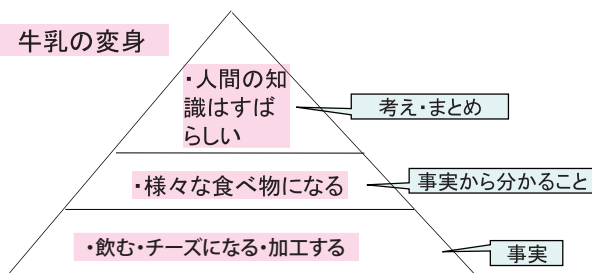 牛乳の変身
・人間の知
識はすば
らしい
考え・まとめ
・様々な食べ物になる
事実から分かること
・飲む・チーズになる・加工する
事実